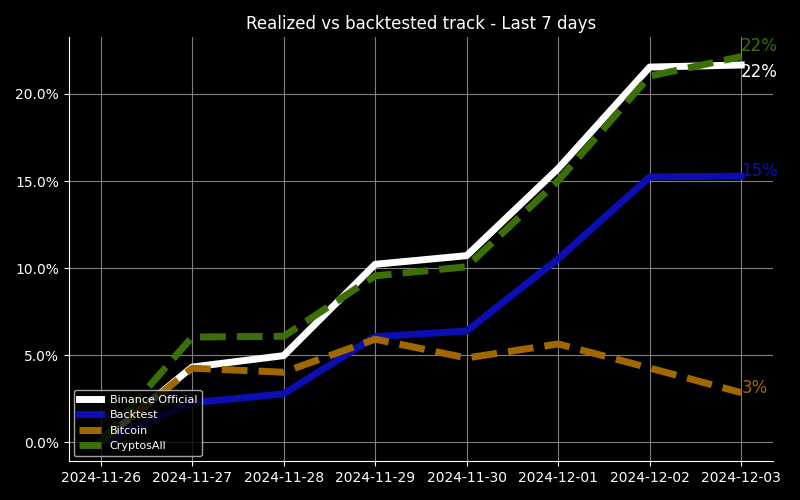 Realized vs backtested track - Last 7 days
22%
22%
20.0%
15%
15.0%
10.0%
5.0%
3%
Binance Official
Backtest
Bitcoin
CryptosAll
0.0%
2024-11-26 2024-11-27 2024-11-28 2024-11-29 2024-11-30 2024-12-01 2024-12-02 2024-12-03